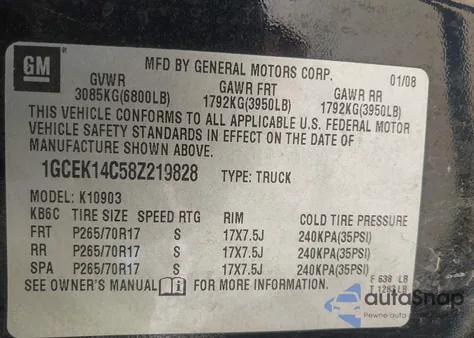 GM
MFD BY GENERAL MOTORS CORP. 01/08
GVWR GAWR FRT GAWR RR
3085KG(6800LB) 1792KG(3950LB) 1792KG(3950LB)
THIS VEHICLE CONFORMS TO ALL APPLICABLE U.S. FEDERAL MOTOR
VEHICLE SAFETY STANDARDS IN EFFECT ON THE DATE OF
MANUFACTURE SHOWN ABOVE.
1GCEK14C58Z219828 TYPE: TRUCK
MODEL: K10903
KB6C TIRE SIZE SPEED RTG RIM COLD TIRE PRESSURE
FRT P265/70R17 S 17X7.5J 240KPA(35PSI)
RR P265/70R17 S 17X7.5J 240KPA(35PSI)
SPA P265/70R17 S 17X7.5J 240KPA(35PSI)
SEE OWNER'S MANUAL i FOR MORE INFORMATION.
F 638 LB
T 1283 LB
autoSnap